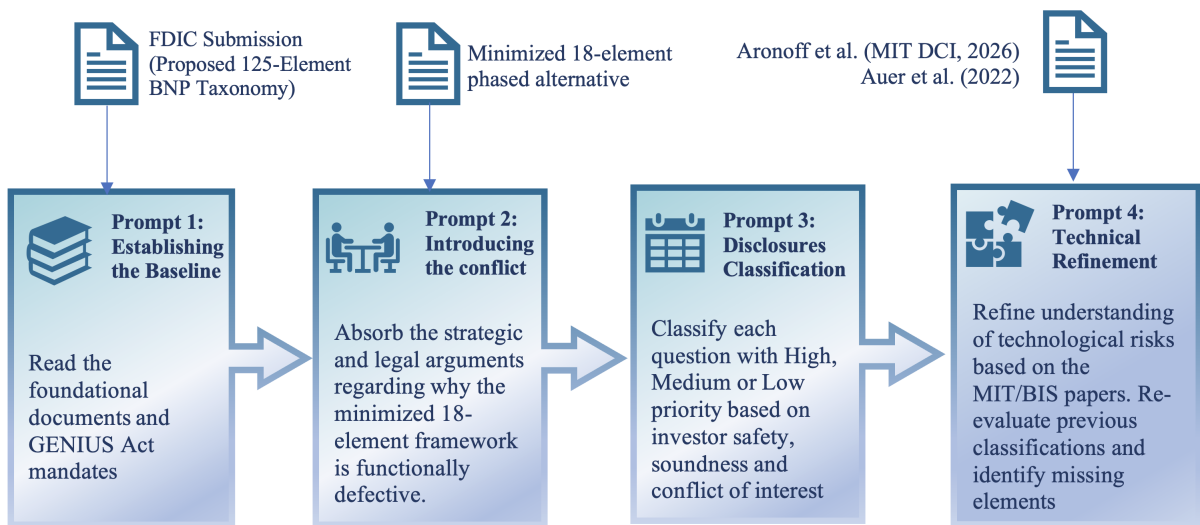 FDIC Submission
(Proposed 125-Element
BNP Taxonomy)
Minimized 18-element
phased alternative
Aronoff et al. (MIT DCI, 2026)
Auer et al. (2022)
Prompt 1:
Establishing
the Baseline
Read the
foundational
documents and
GENIUS Act
mandates
Prompt 2:
Introducing
the conflict
Absorb the strategic
and legal arguments
regarding why the
minimized 18-
element framework
is functionally
defective.
Prompt 3:
Disclosures
Classification
Classify each
question with High,
Medium or Low
priority based on
investor safety,
soundness and
conflict of interest
Prompt 4:
Technical
Refinement
Refine understanding
of technological risks
based on the
MIT/BIS papers. Re-
evaluate previous
classifications and
identify missing
elements